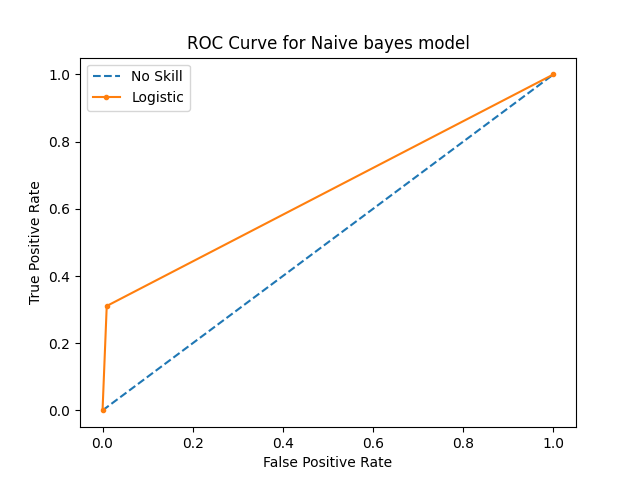 ROC Curve for Naive bayes model
No Skill
Logistic
1.0
0.8
0.6
0.4
0.2
0.0
True Positive Rate
0.0 0.2 0.4 0.6 0.8 1.0
False Positive Rate